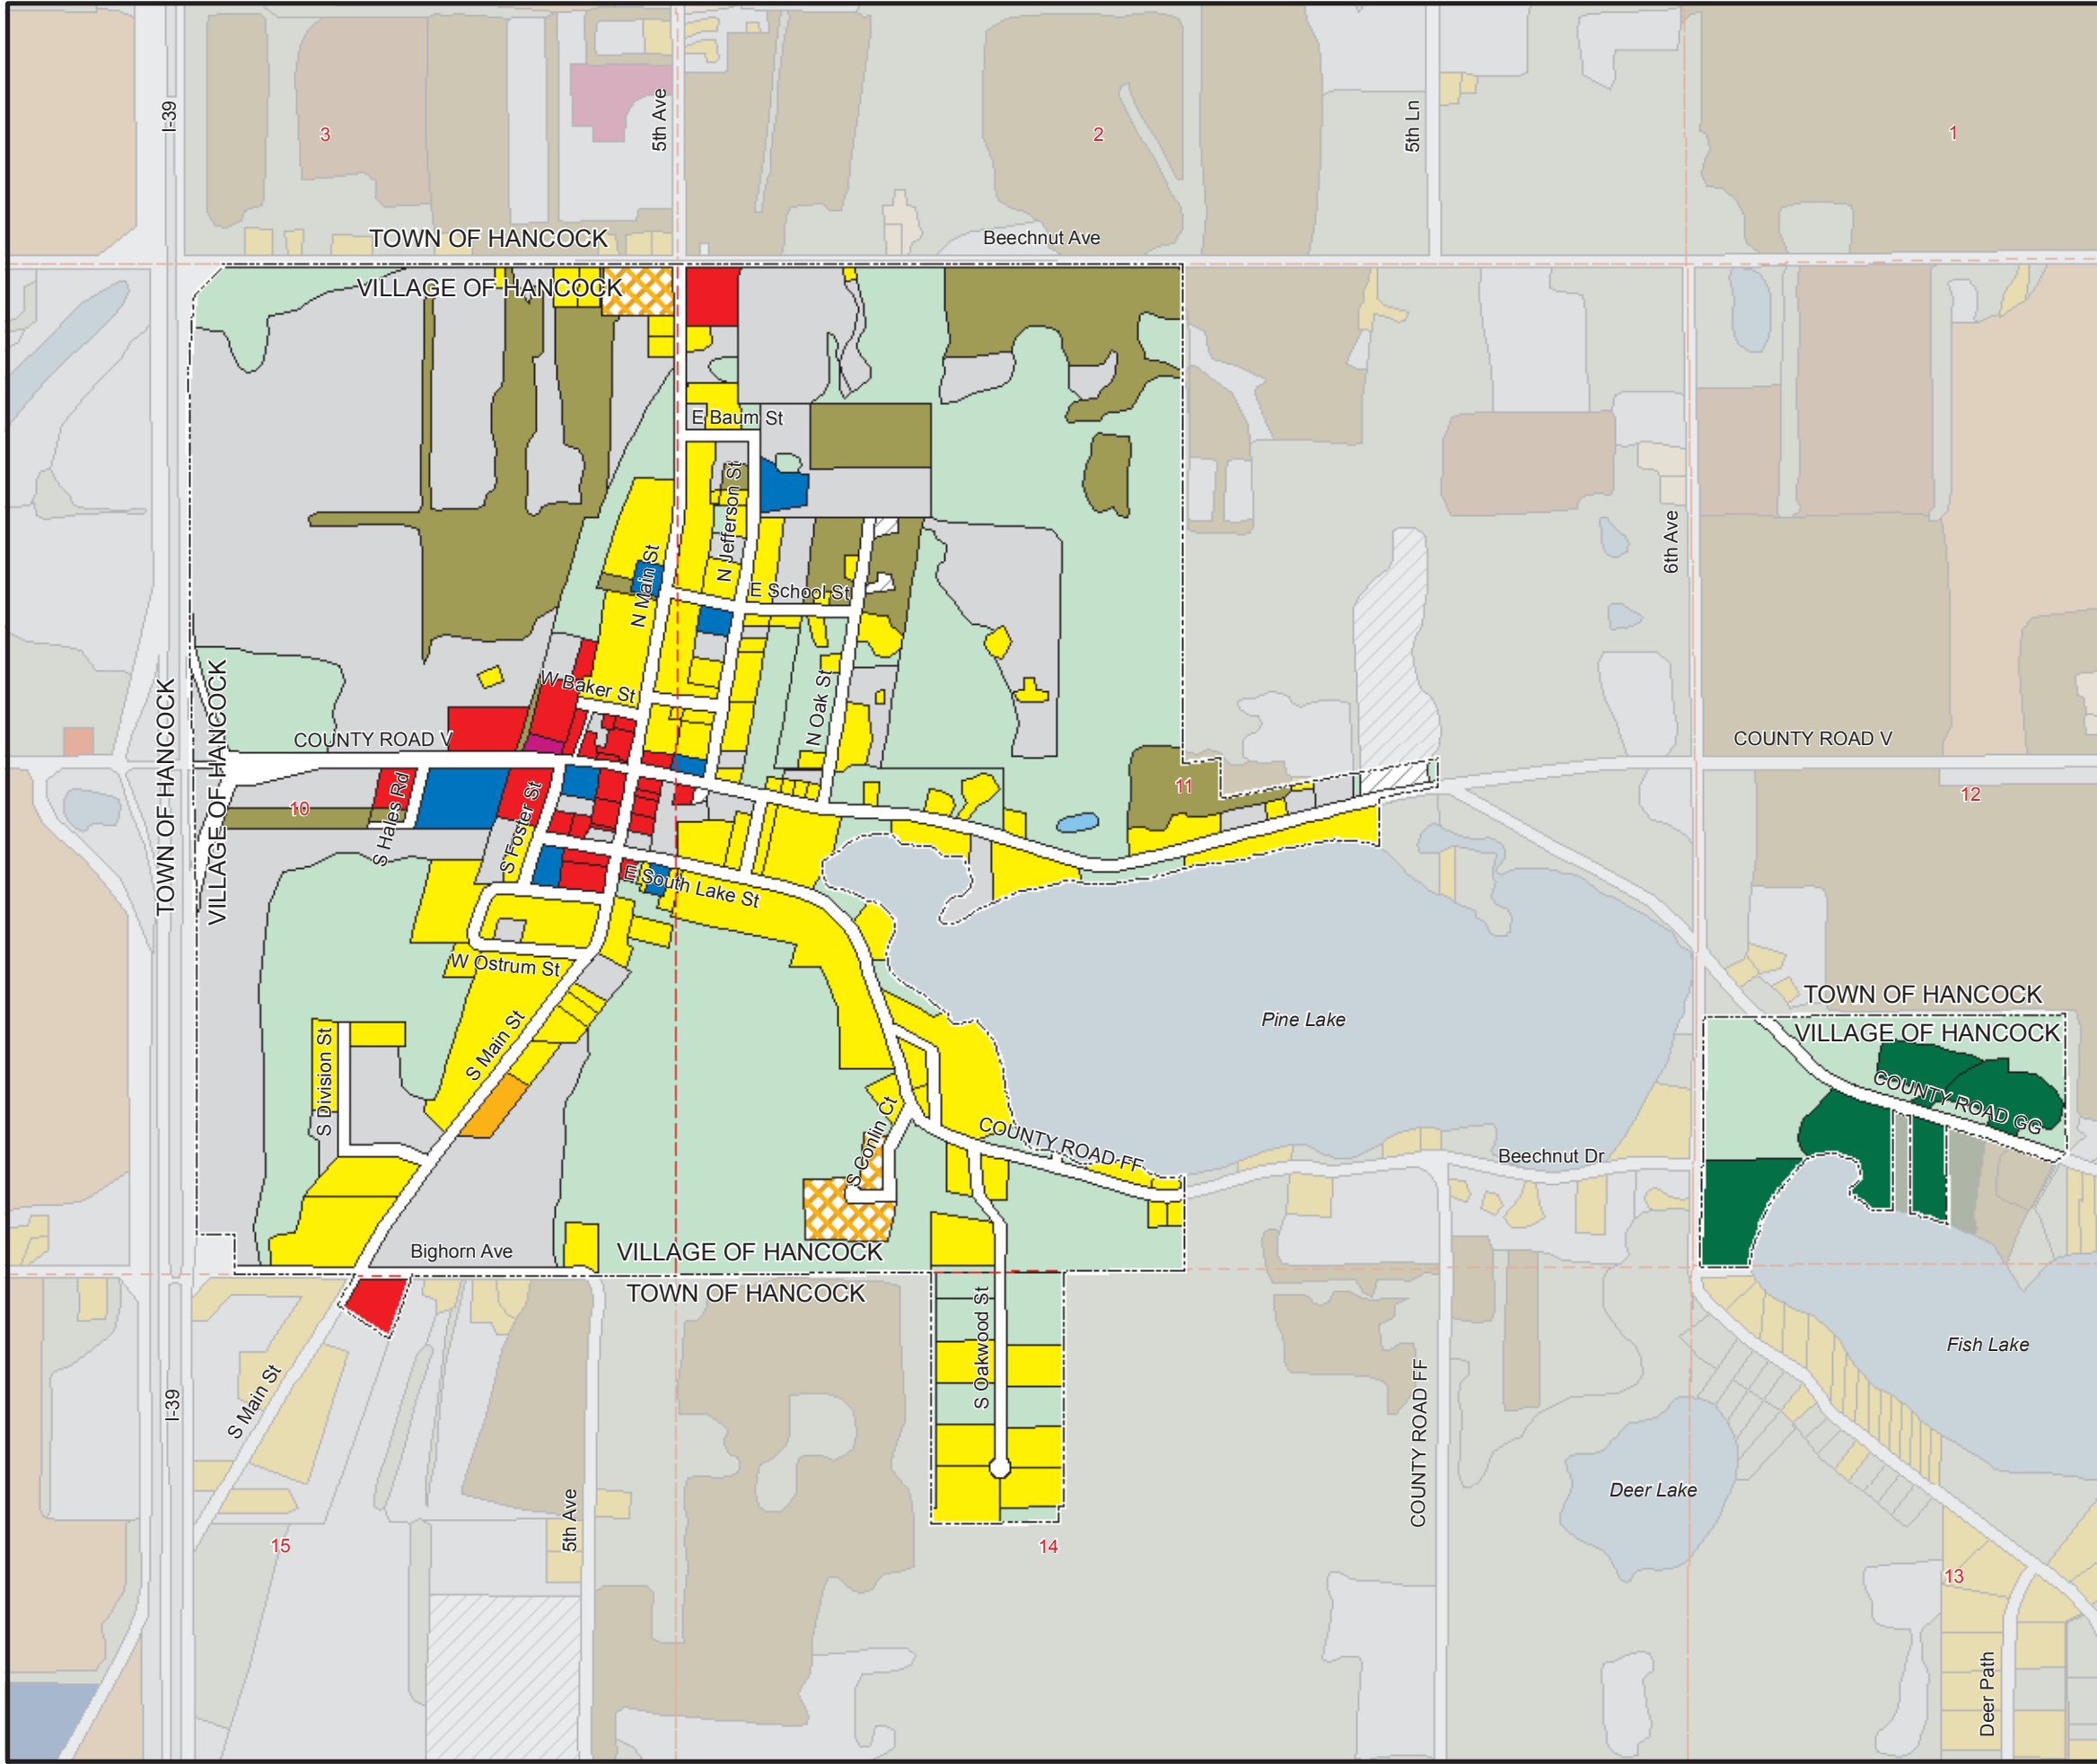 I-39
3
5th Ave
2
5th Ln
1
TOWN OF HANCOCK
Beechnut Ave
VILLAGE OF HANCOCK
E Baum St
N Jefferson St
6th Ave
N Main St
E School St
W Baker St
N Oak St
TOWN OF HANCOCK
VILLAGE OF HANCOCK
COUNTY ROAD V
COUNTY ROAD V
10
S Hales Rd
S Foster St
11
12
E South Lake St
W Ostrum St
TOWN OF HANCOCK
VILLAGE OF HANCOCK
Pine Lake
S Main St
S Division St
COUNTY ROAD GG
S Conlin Ct
COUNTY ROAD FF
Beechnut Dr
Bighorn Ave
VILLAGE OF HANCOCK
TOWN OF HANCOCK
S Oakwood St
Fish Lake
I-39
S Main St
COUNTY ROAD FF
Deer Lake
5th Ave
15
14
13
Deer Path